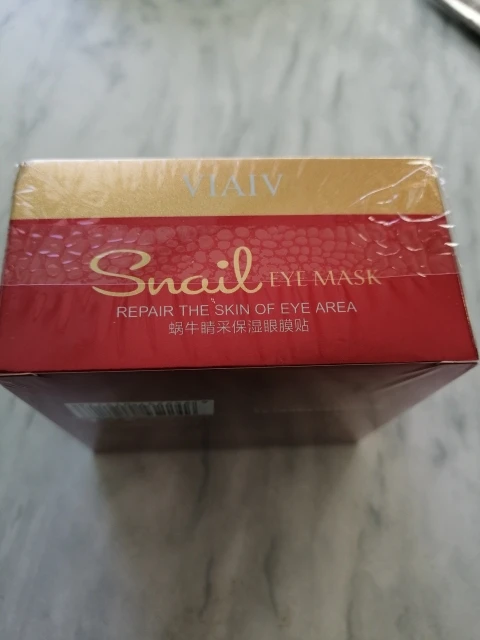 VIAIV
Snail EYE MASK
REPAIR THE SKIN OF EYE AREA
蜗牛睛采保湿眼膜贴